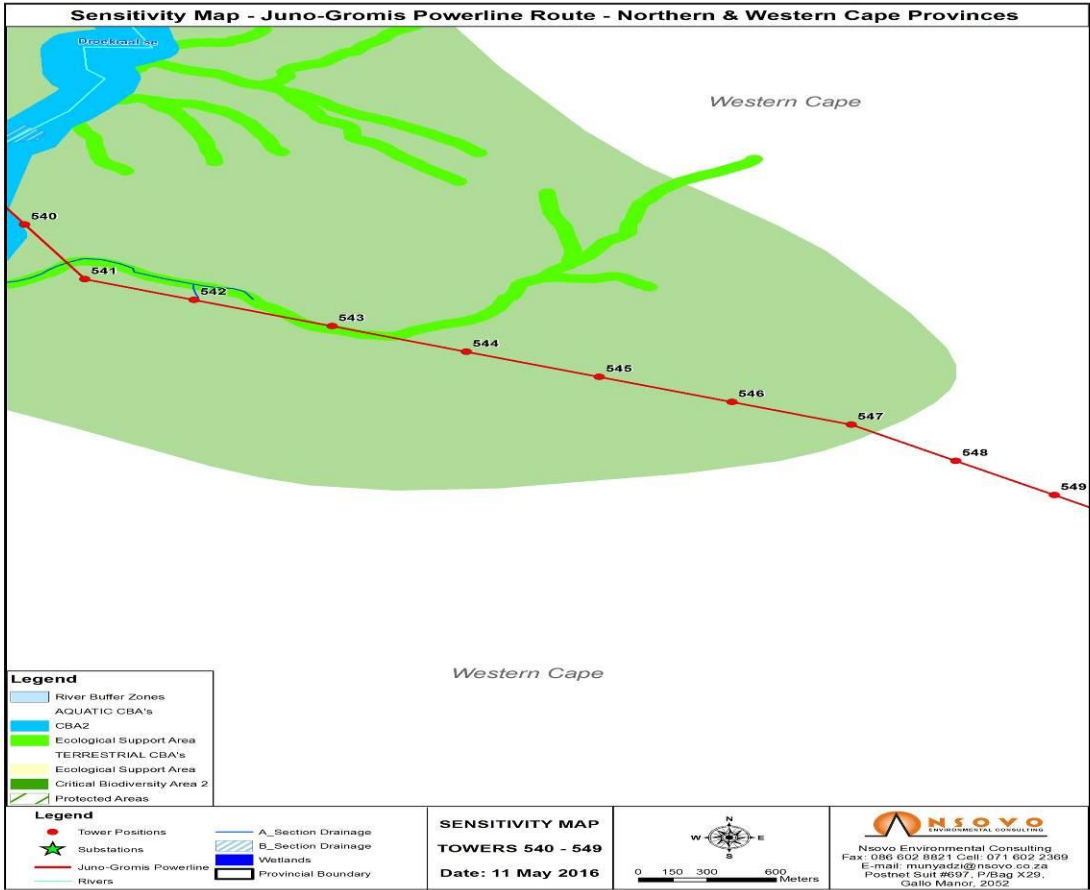 Sensitivity Map - Juno-Gromis Powerline Route - Northern & Western Cape Provinces
Droekraal se
Western Cape
540
541
542
543
544
545
546
547
548
549
Western Cape
Legend
River Buffer Zones
AQUATIC CBA's
CBA2
Ecological Support Area
TERRESTRIAL CBA's
Ecological Support Area
Critical Biodiversity Area 2
Protected Areas
Legend
Tower Positions
Substations
Juno-Gromis Powerline
Rivers
A_Section Drainage
B_Section Drainage
Wetlands
Provincial Boundary
SENSITIVITY MAP
TOWERS 540 - 549
Date: 11 May 2016
N
W E
S
0 150 300 600
Meters
NSOVO
ENVIRONMENTAL CONSULTING
Nsovo Environmental Consulting
Fax: 086 602 8821 Cell: 071 602 2369
E-mail: munyadzi@nsovo.co.za
Postnet Suit #697, P/Bag X29,
Gallo Manor, 2052